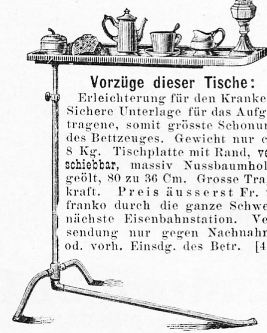 Vorzüge dieser Tische:
Erleichterung für den Kranke
Sichere Unterlage für das Aufg
tragene, somit grösste Schonun
des Bettzeuges. Gewicht nur c
8 Kg. Tischplatte mit Rand, ve
schiebbar, massiv Nussbaumhol
geölt, 80 zu 36 Cm. Grosse Tra
kraft. Preis äusserst Fr.
franko durch die ganze Schwe
nächste Eisenbahnstation. Ve
sendung nur gegen Nachnahm
od. vorh. Einsdg. des Betr. [4